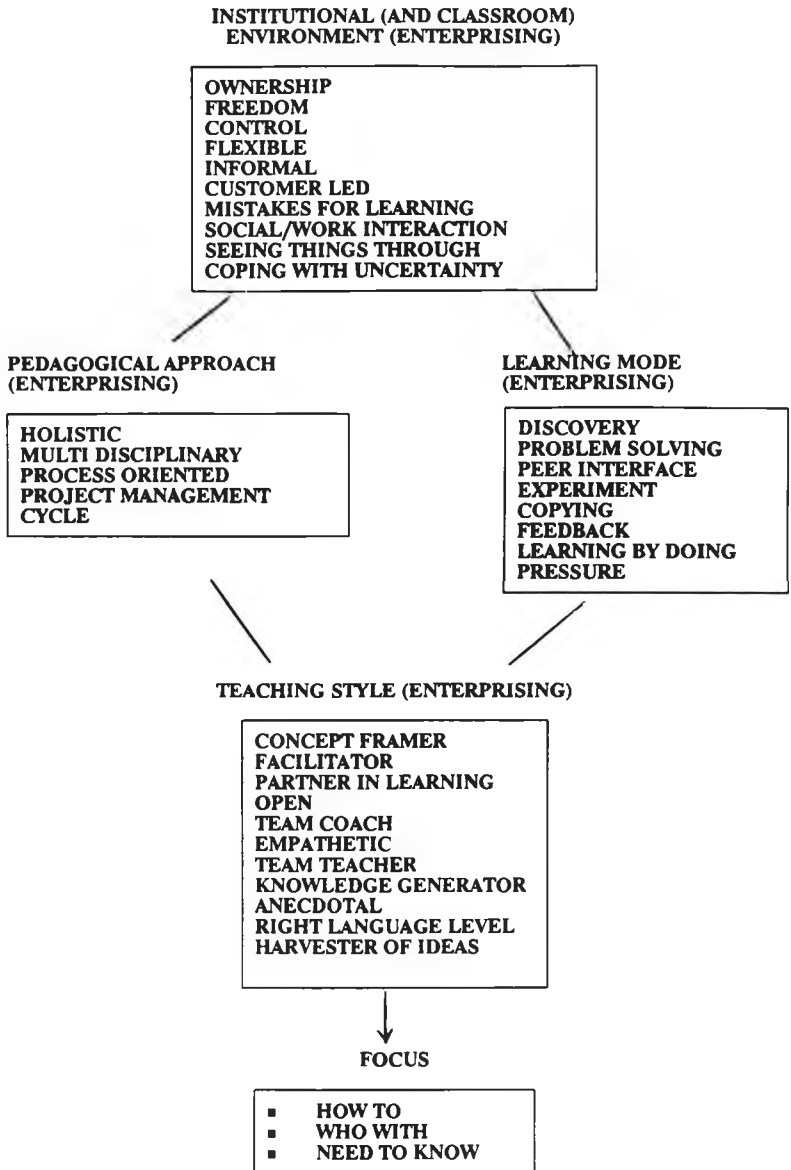 INSTITUTIONAL (AND CLASSROOM)
ENVIRONMENT (ENTERPRISING)
OWNERSHIP
FREEDOM
CONTROL
FLEXIBLE
INFORMAL
CUSTOMER LED
MISTAKES FOR LEARNING
SOCIAL/WORK INTERACTION
SEEING THINGS THROUGH
COPING WITH UNCERTAINTY
PEDAGOGICAL APPROACH
(ENTERPRISING)
HOLISTIC
MULTI DISCIPLINARY
PROCESS ORIENTED
PROJECT MANAGEMENT
CYCLE
LEARNING MODE
(ENTERPRISING)
DISCOVERY
PROBLEM SOLVING
PEER INTERFACE
EXPERIMENT
COPYING
FEEDBACK
LEARNING BY DOING
PRESSURE
TEACHING STYLE (ENTERPRISING)
CONCEPT FRAMER
FACILITATOR
PARTNER IN LEARNING
OPEN
TEAM COACH
EMPATHETIC
TEAM TEACHER
KNOWLEDGE GENERATOR
ANECDOTAL
RIGHT LANGUAGE LEVEL
HARVESTER OF IDEAS
FOCUS
▪ HOW TO
▪ WHO WITH
▪ NEED TO KNOW